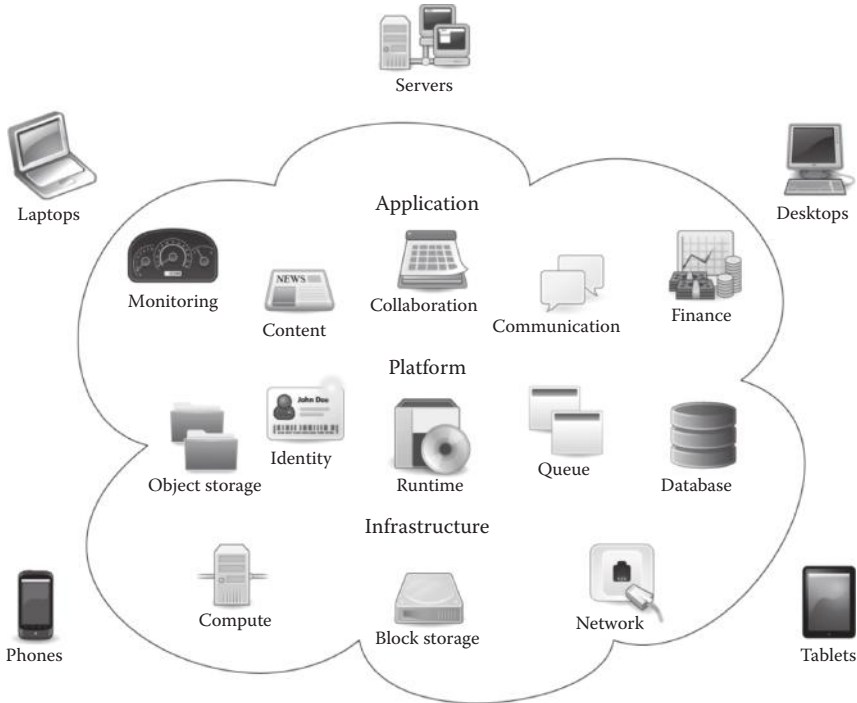 Servers
Laptops
Desktops
Application
Monitoring
NEWS
Content
Collaboration
Communication
Finance
Platform
John Doe
Object storage
Identity
Runtime
Queue
Database
Infrastructure
Compute
Block storage
Network
Phones
Tablets